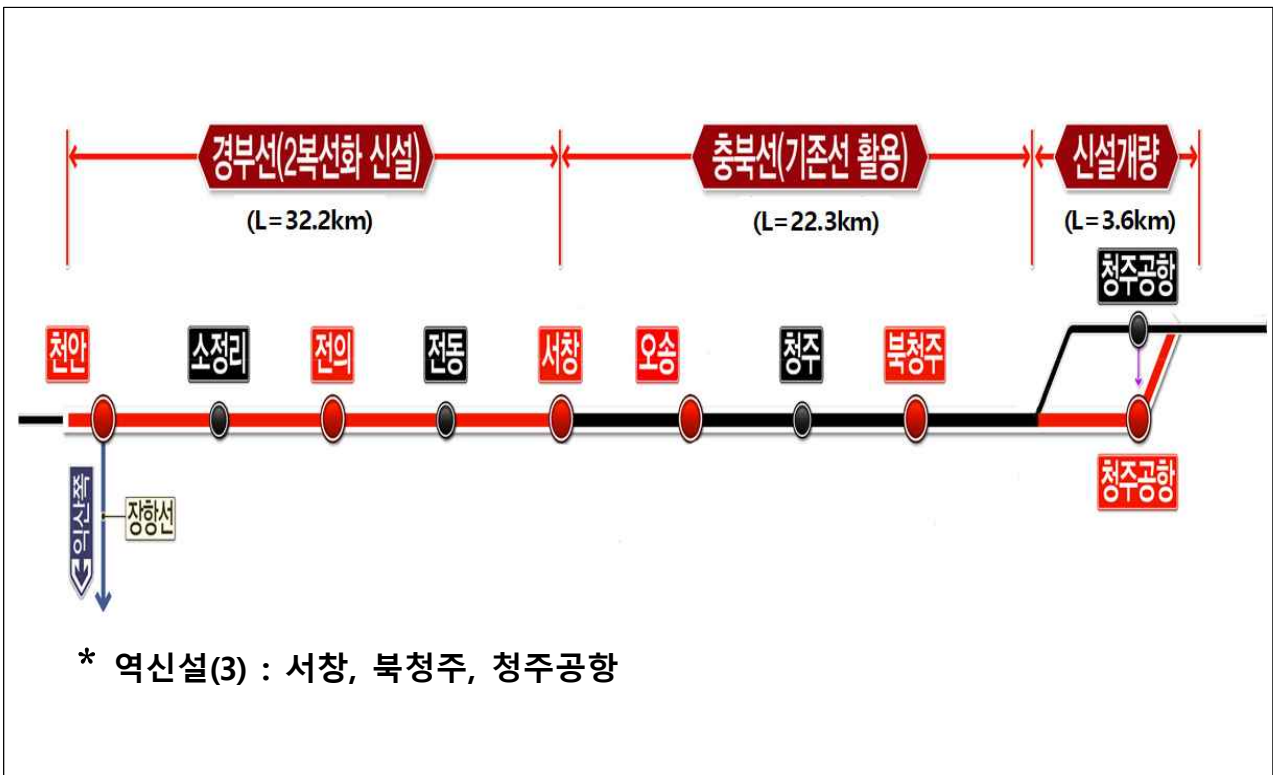 경부선(2복선화 신설)
충북선(기존선 활용)
신설개량
(L=32.2km)
(L=22.3km)
(L=3.6km)
청주공항
천안
소정리
전의
전동
서창
오송
청주
북청주
청주공항
익산쪽
장항선
* 역신설(3) : 서창, 북청주, 청주공항